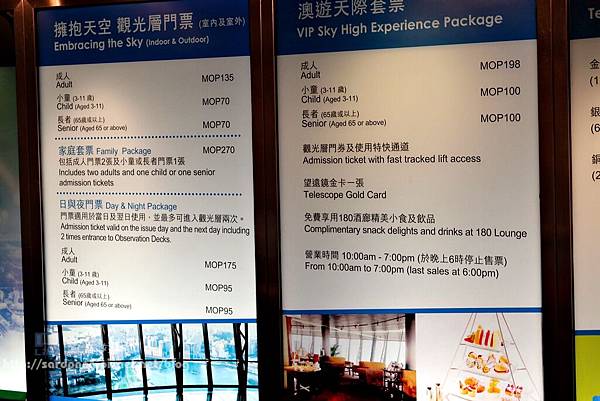 擁抱天空 觀光層門票 (室內及室外)
Embracing the Sky (Indoor & Outdoor)
成人 MOP135
Adult
小童 (3-11 歲) MOP70
Child (Aged 3-11)
長者 (65歲或以上) MOP70
Senior (Aged 65 or above)
家庭套票 Family Package MOP270
包括成人門票2張及小童或長者門票1張
Includes two adults and one child or one senior
admission tickets
日與夜門票 Day & Night Package
門票適用於當日及翌日使用，並最多可進入觀光層兩次。
Admission ticket valid on the issue day and the next day including
2 times entrance to Observation Decks.
成人
Adult MOP175
小童 (3-11 歲)
Child (Aged 3-11) MOP95
長者 (65歲或以上)
Senior (Aged 65 or above) MOP95
澳遊天際套票
VIP Sky High Experience Package
成人 MOP198
Adult
小童 (3-11 歲) MOP100
Child (Aged 3-11)
長者 (65歲或以上) MOP100
Senior (Aged 65 or above)
觀光層門券及使用特快通道
Admission ticket with fast tracked lift access
望遠鏡金卡一張
Telescope Gold Card
免費享用180酒廊精美小食及飲品
Complimentary snack delights and drinks at 180 Lounge
營業時間 10:00am - 7:00pm (於晚上6時停止售票)
From 10:00am to 7:00pm (last sales at 6:00pm)
Te
金
(1
銀
(6
銅
(2